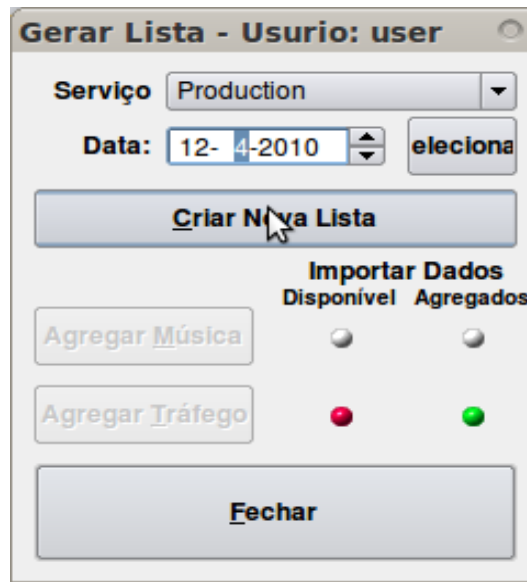 Gerar Lista - Usurio: user
Serviço Production
Data: 12- 4-2010 eleciona
Criar Nova Lista
Importar Dados
Disponível Agregados
Agregar Música
Agregar Tráfego
Fechar